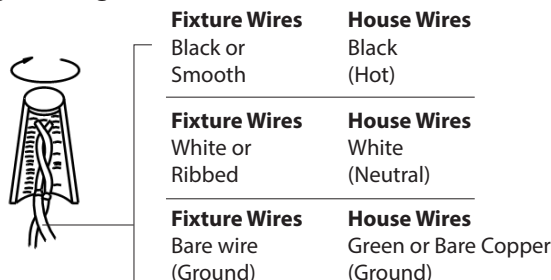 Fixture Wires House Wires
Black or Black
Smooth (Hot)
Fixture Wires House Wires
White or White
Ribbed (Neutral)
Fixture Wires House Wires
Bare wire Green or Bare Copper
(Ground) (Ground)